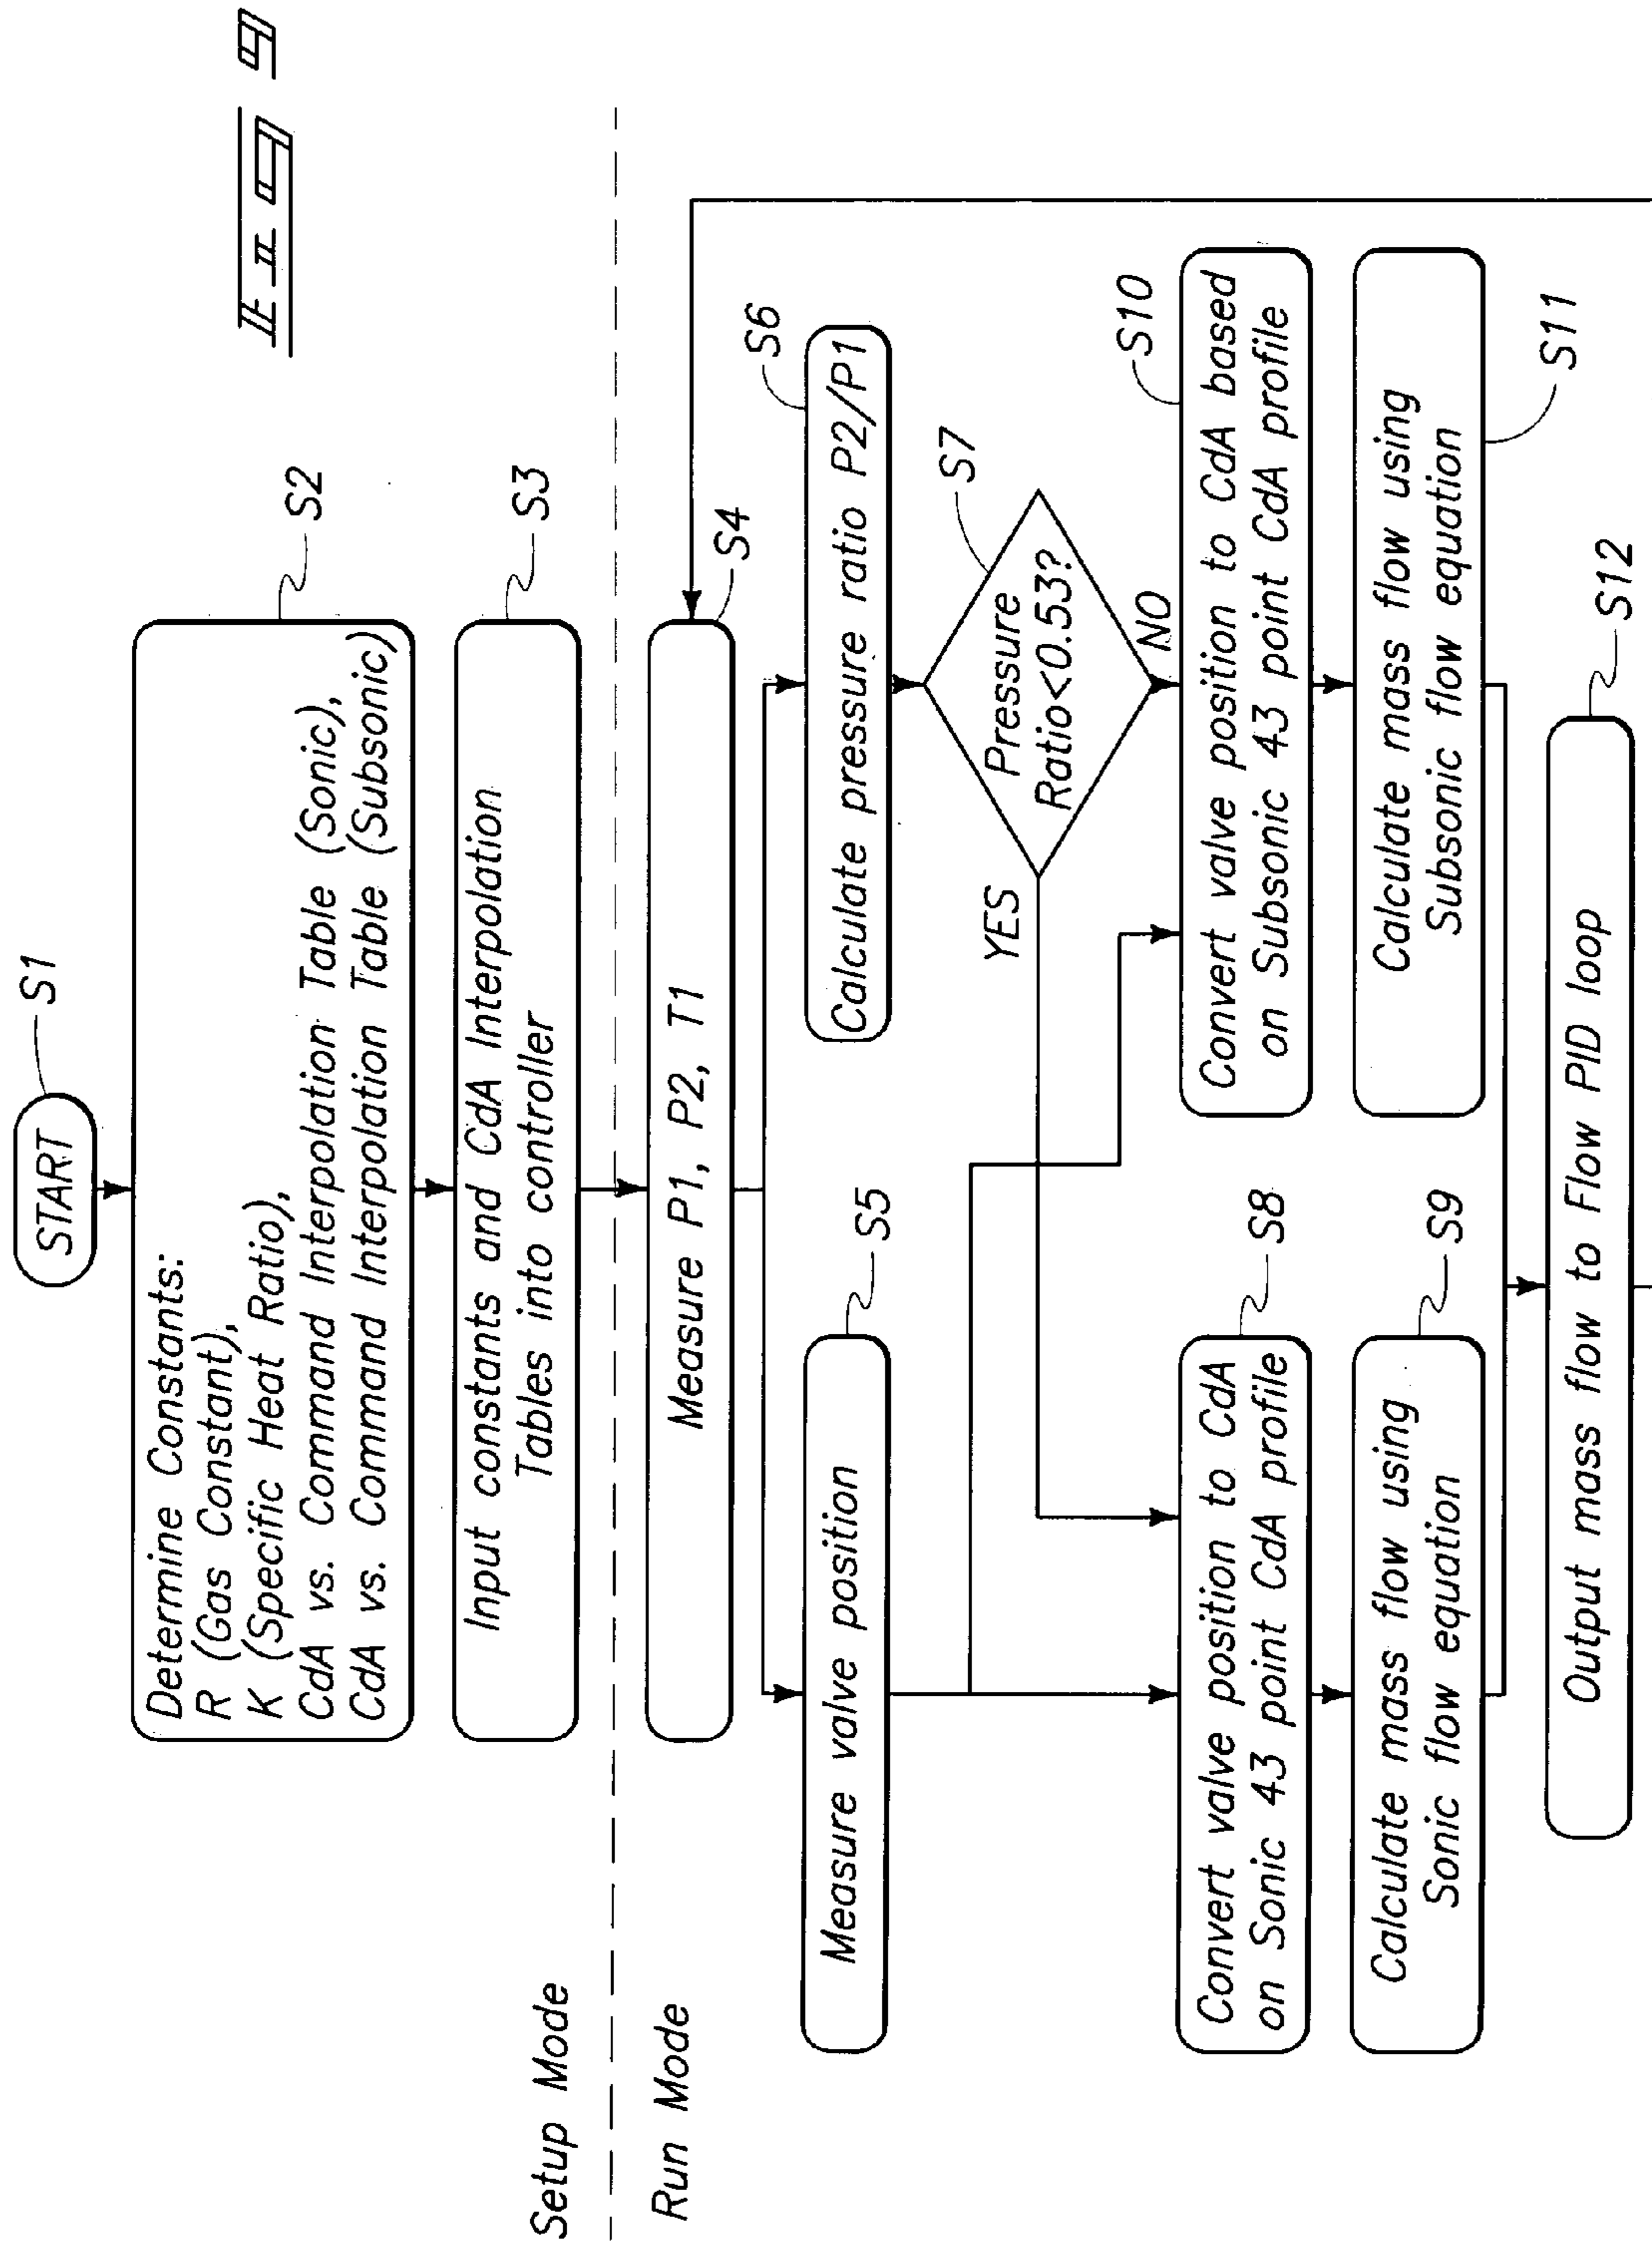 FIG 9
START
S1
Determine Constants:
R (Gas Constant),
K (Specific Heat Ratio),
CdA vs. Command Interpolation Table (Sonic),
CdA vs. Command Interpolation Table (Subsonic)
S2
Input constants and CdA Interpolation
Tables into controller
S3
Setup Mode
Run Mode
Measure P1, P2, T1
S4
Measure valve position
S5
Calculate pressure ratio P2/P1
S6
Pressure
Ratio<0.53?
S7
YES
NO
Convert valve position to CdA
on Sonic 43 point CdA profile
S8
Convert valve position to CdA based
on Subsonic 43 point CdA profile
S10
Calculate mass flow using
Sonic flow equation
S9
Calculate mass flow using
Subsonic flow equation
S11
Output mass flow to Flow PID loop
S12